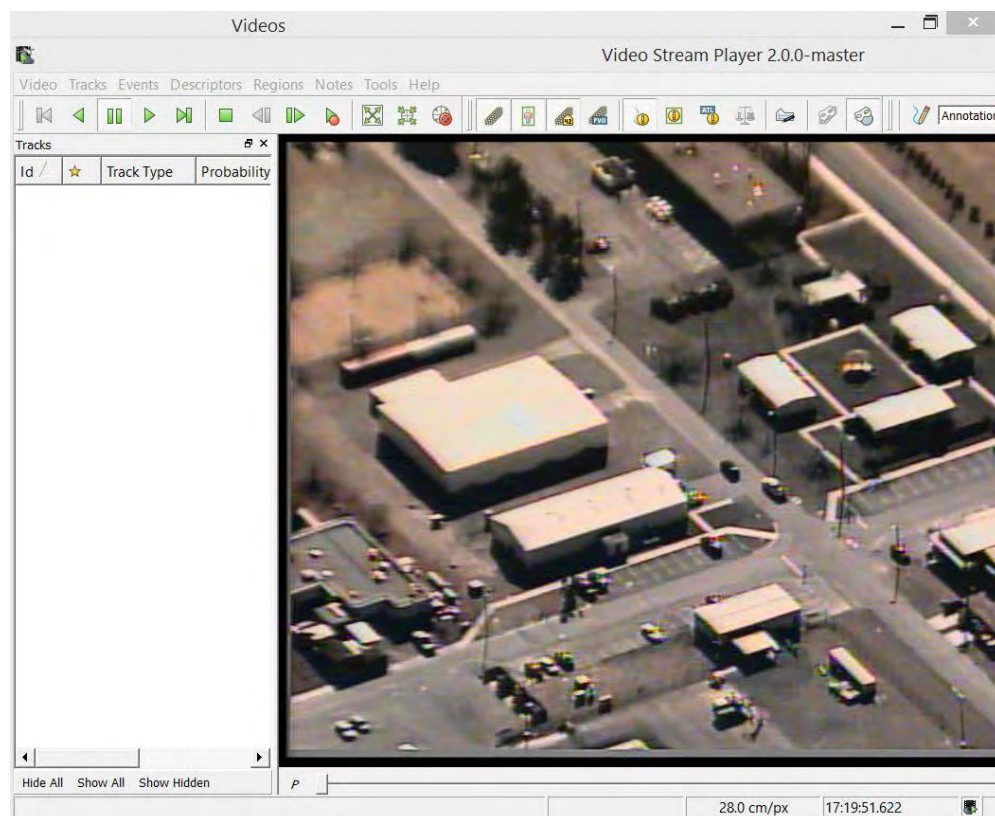 Videos
Video Stream Player 2.0.0-master
Video Tracks Events Descriptors Regions Notes Tools Help
Annotation
Tracks
Id Track Type Probability
Hide All Show All Show Hidden
P
28.0 cm/px 17:19:51.622